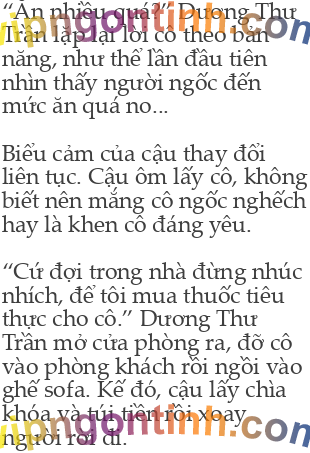 “Ăn nhiều quá?” Dương Thư
Trần lặp lại lời cô theo bản
năng, như thể lần đầu tiên
nhìn thấy người ngốc đến
mức ăn quá no...

Biểu cảm của cậu thay đổi
liên tục. Cậu ôm lấy cô, không
biết nên mắng cô ngốc nghếch
hay là khen cô đáng yêu.

“Cứ đợi trong nhà đừng nhúc
nhích, để tôi mua thuốc tiêu
thực cho cô.” Dương Thư
Trần mở cửa phòng ra, đỡ cô
vào phòng khách rồi ngồi vào
ghế sofa. Kế đó, cậu lấy chìa
khóa và túi tiền rồi xoay
người rời đi.
vipngontinh.com
vipngontinh.com